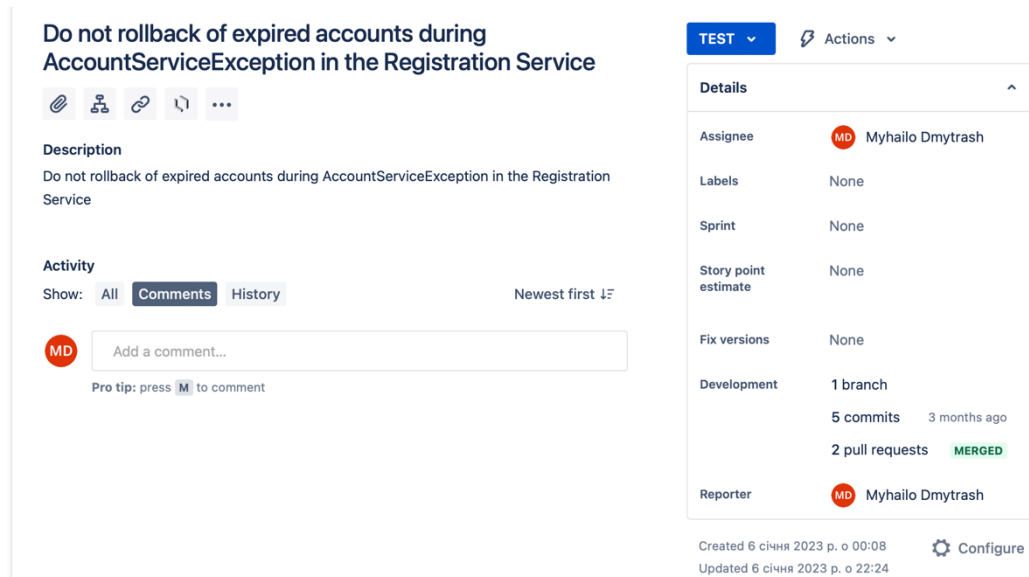 Do not rollback of expired accounts during
AccountServiceException in the Registration Service
Description
Do not rollback of expired accounts during AccountServiceException in the Registration
Service
Activity
Show: All Comments History Newest first
MD Add a comment...
Pro tip: press M to comment
TEST Actions
Details
Assignee MD Myhailo Dmytrash
Labels None
Sprint None
Story point
estimate
None
Fix versions None
Development 1 branch
5 commits 3 months ago
2 pull requests MERGED
Reporter MD Myhailo Dmytrash
Created 6 січня 2023 р. о 00:08
Configure
Updated 6 січня 2023 р. о 22:24